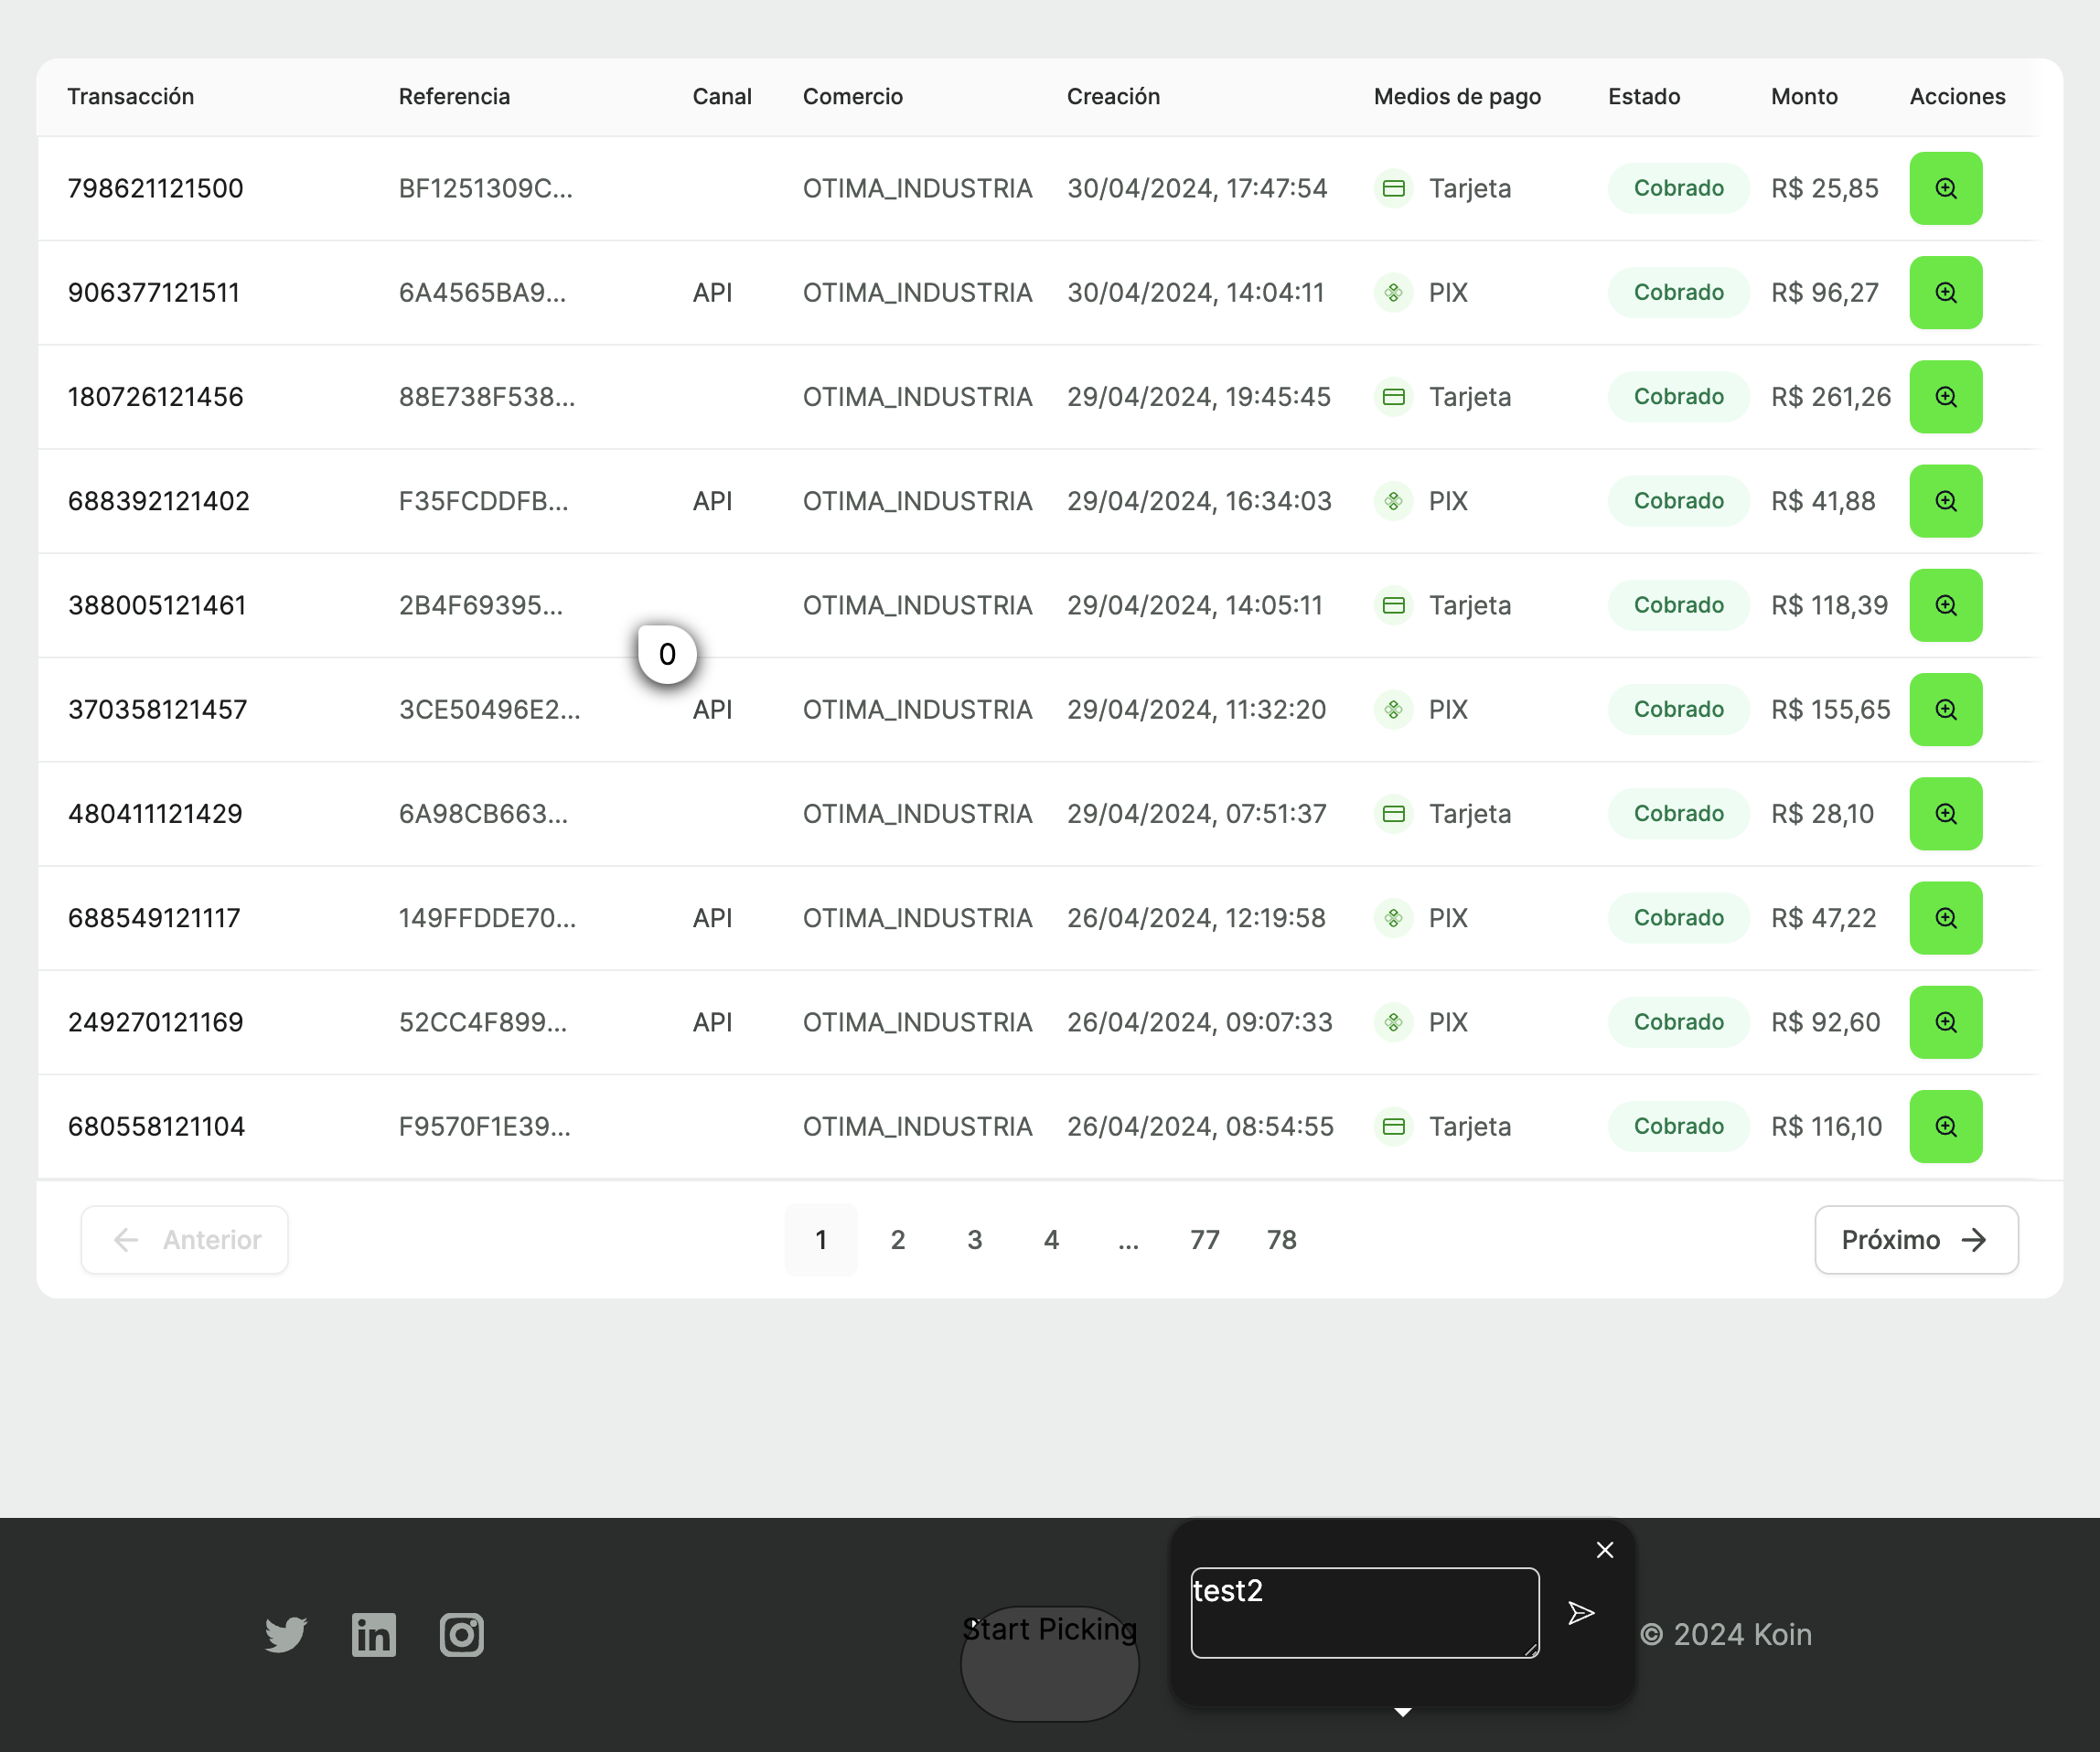 Transacción Referencia Canal Comercio Creación Medios de pago Estado Monto Acciones
798621121500 BF1251309C... OTIMA_INDUSTRIA 30/04/2024, 17:47:54 Tarjeta Cobrado R$ 25,85
906377121511 6A4565BA9... API OTIMA_INDUSTRIA 30/04/2024, 14:04:11 PIX Cobrado R$ 96,27
180726121456 88E738F538... OTIMA_INDUSTRIA 29/04/2024, 19:45:45 Tarjeta Cobrado R$ 261,26
688392121402 F35FCDDFB... API OTIMA_INDUSTRIA 29/04/2024, 16:34:03 PIX Cobrado R$ 41,88
388005121461 2B4F69395... OTIMA_INDUSTRIA 29/04/2024, 14:05:11 Tarjeta Cobrado R$ 118,39
0
370358121457 3CE50496E2... API OTIMA_INDUSTRIA 29/04/2024, 11:32:20 PIX Cobrado R$ 155,65
480411121429 6A98CB663... OTIMA_INDUSTRIA 29/04/2024, 07:51:37 Tarjeta Cobrado R$ 28,10
688549121117 149FFDDE70... API OTIMA_INDUSTRIA 26/04/2024, 12:19:58 PIX Cobrado R$ 47,22
249270121169 52CC4F899... API OTIMA_INDUSTRIA 26/04/2024, 09:07:33 PIX Cobrado R$ 92,60
680558121104 F9570F1E39... OTIMA_INDUSTRIA 26/04/2024, 08:54:55 Tarjeta Cobrado R$ 116,10
Anterior 1 2 3 4 ... 77 78 Próximo
test2
Start Picking
© 2024 Koin